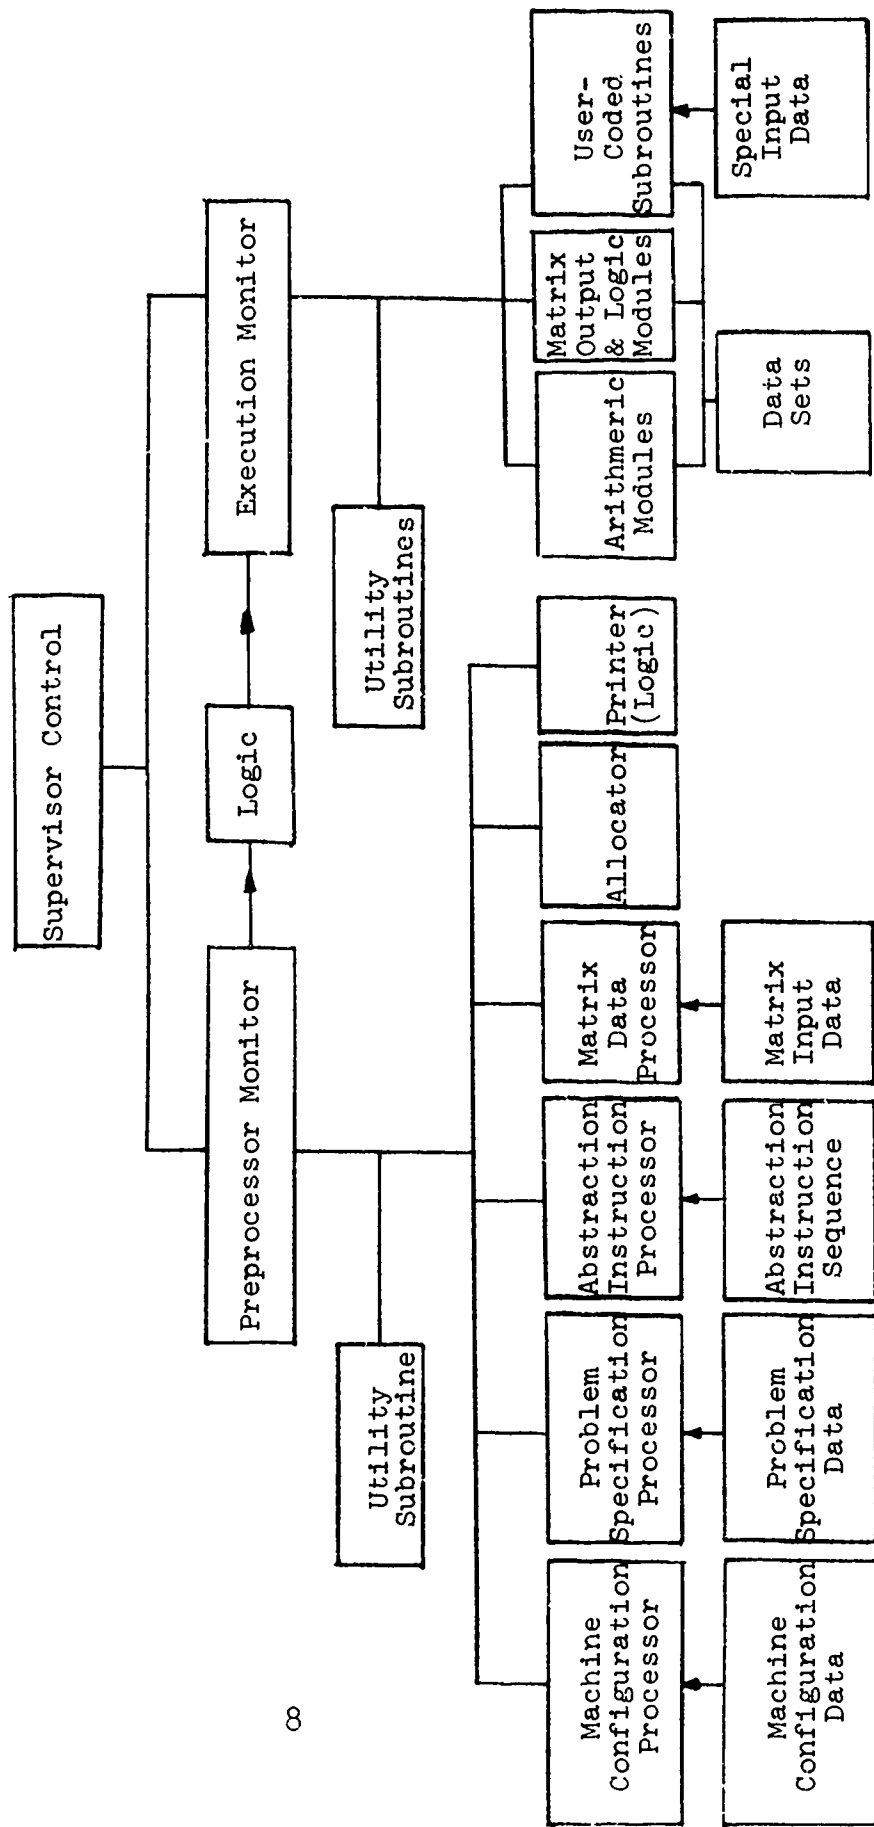 Supervisor Control
Preprocessor Monitor
Logic
Execution Monitor
Utility
Subroutine
Utility
Subroutines
Machine
Configuration
Processor
Problem
Specification
Processor
Abstraction
Instruction
Processor
Matrix
Data
Processor
Allocator
Printer
(Logic)
Arithmeric
Modules
Matrix
Output
& Logic
Modules
User-
Coded
Subroutines
Machine
Configuration
Data
Problem
Specification
Data
Abstraction
Instruction
Sequence
Matrix
Input
Data
Data
Sets
Special
Input
Data
8